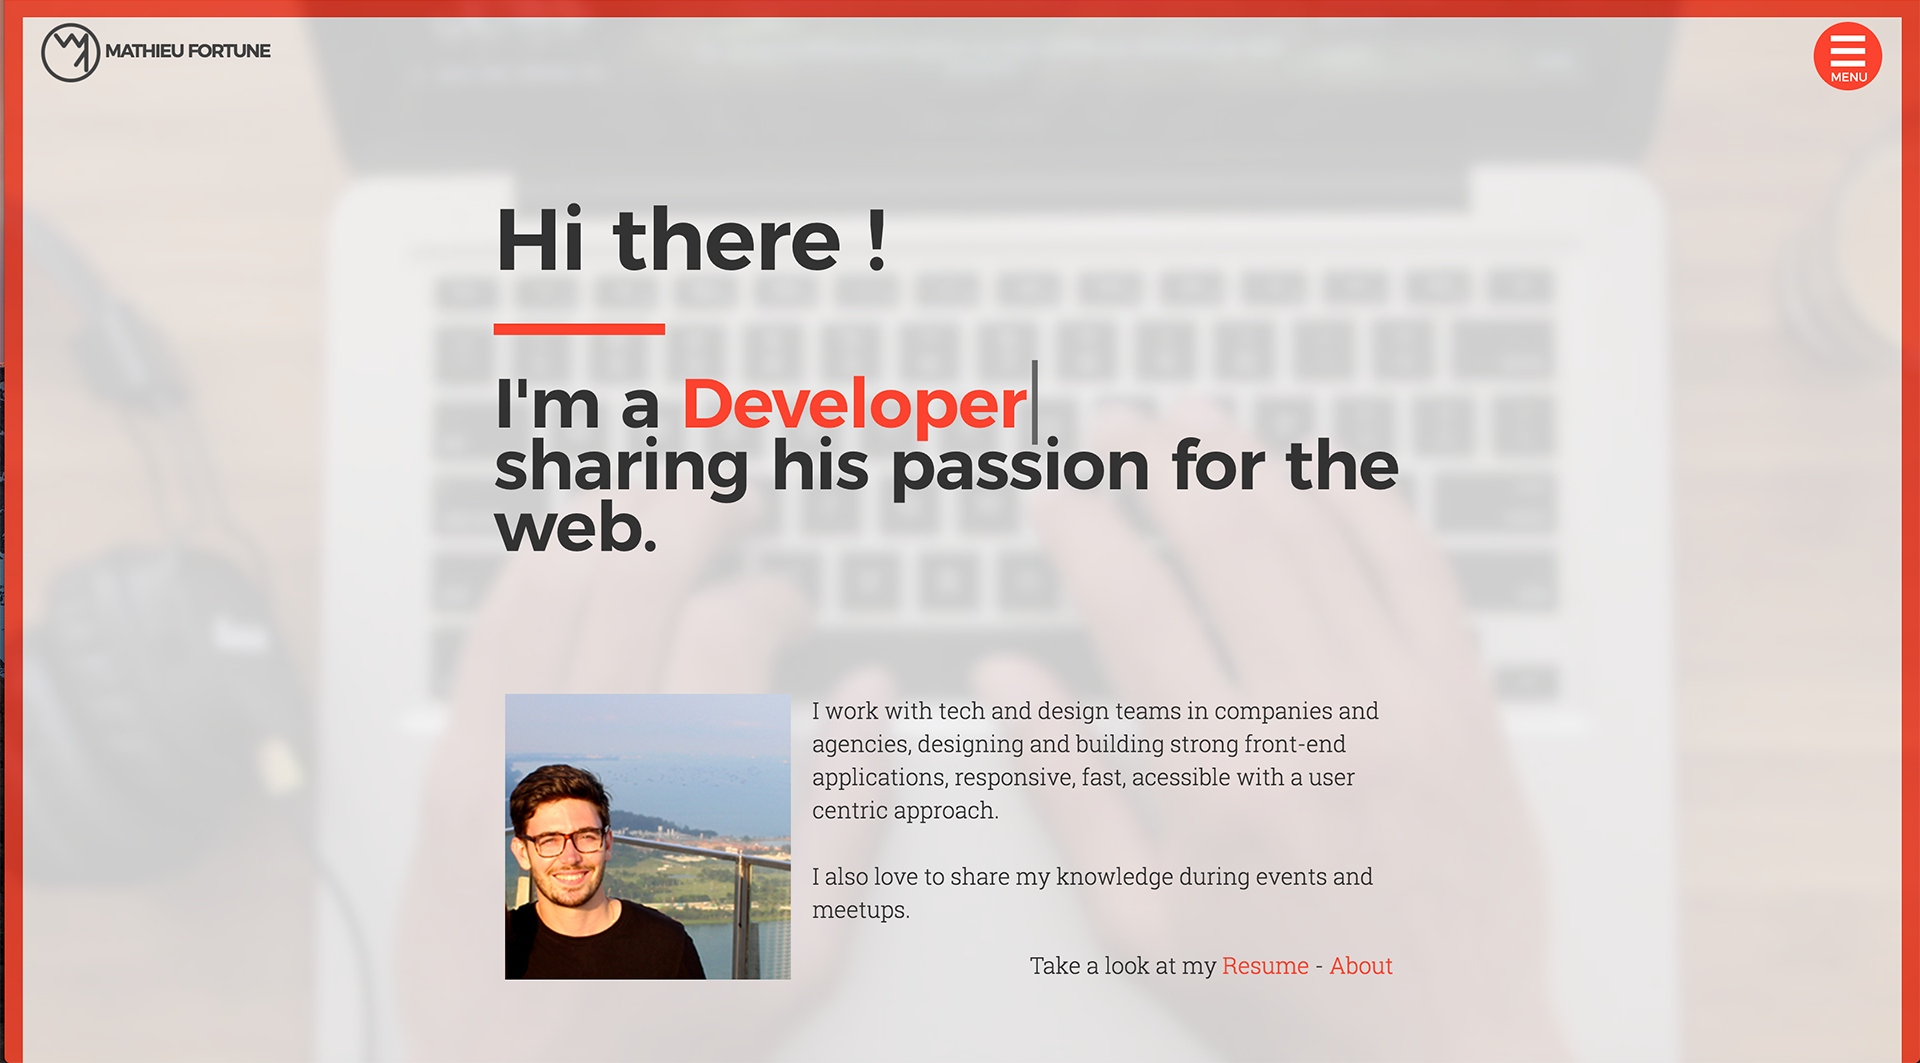 MATHIEU FORTUNE
MENU
Hi there !
I'm a Developer
sharing his passion for the
web.
I work with tech and design teams in companies and
agencies, designing and building strong front-end
applications, responsive, fast, acessible with a user
centric approach.
I also love to share my knowledge during events and
meetups.
Take a look at my Resume - About